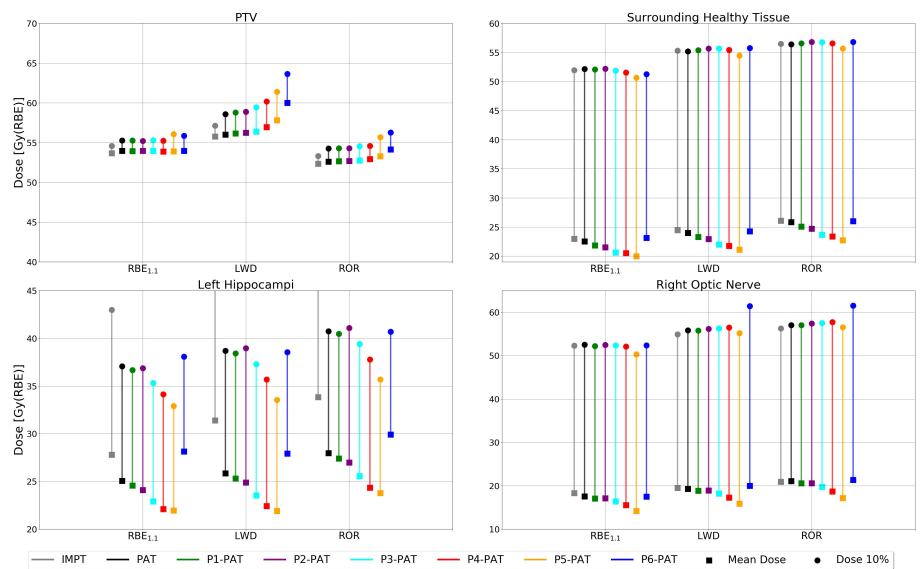 PTV
Dose [Gy(RBE)]
70
65
60
55
50
45
40
RBE1.1 LWD ROR
Surrounding Healthy Tissue
60
55
50
45
40
35
30
25
20
RBE1.1 LWD ROR
Left Hippocampi
Dose [Gy(RBE)]
45
40
35
30
25
20
RBE1.1 LWD ROR
Right Optic Nerve
60
50
40
30
20
10
RBE1.1 LWD ROR
IMPT PAT P1-PAT P2-PAT P3-PAT P4-PAT P5-PAT P6-PAT Mean Dose Dose 10%